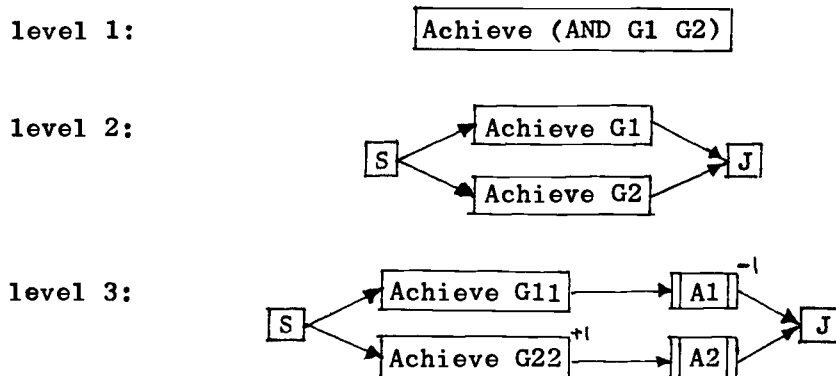 level 1: Achieve (AND G1 G2)
level 2:
Achieve G1
S J
Achieve G2
level 3:
Achieve G11 A1 -1
S J
Achieve G22 +1 A2